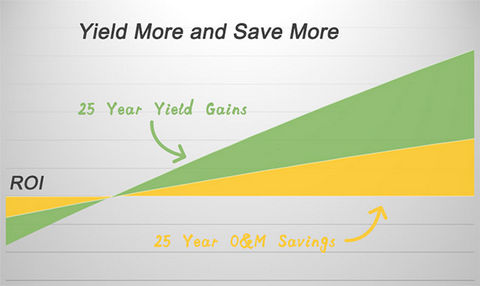 Yield More and Save More
25 Year Yield Gains
ROI
25 Year O&M Savings